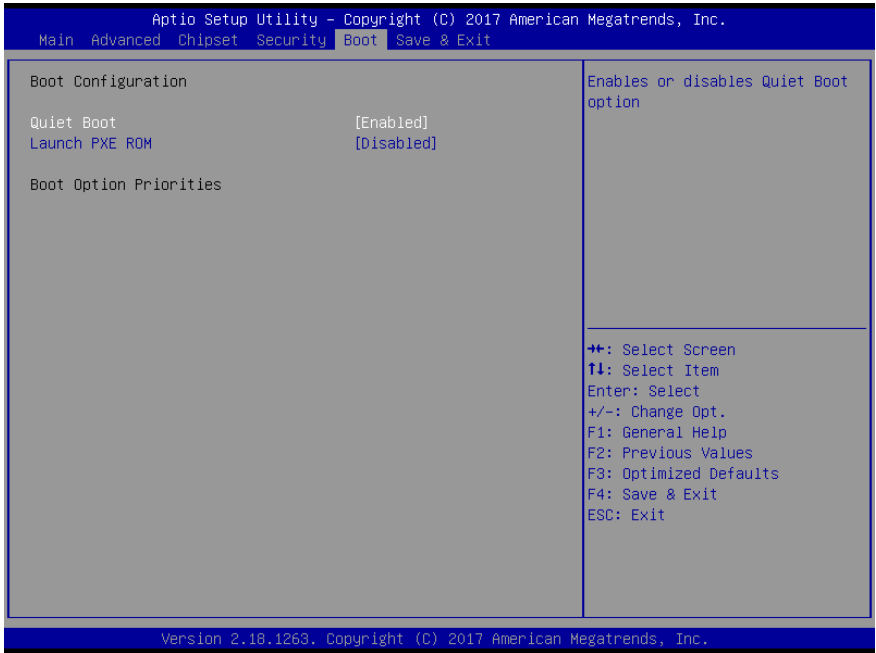 Aptio Setup Utility – Copyright (C) 2017 American Megatrends, Inc.
Main Advanced Chipset Security Boot Save & Exit
Boot Configuration
Quiet Boot [Enabled]
Launch PXE ROM [Disabled]
Boot Option Priorities
Enables or disables Quiet Boot
option
→←: Select Screen
↑↓: Select Item
Enter: Select
+/-: Change Opt.
F1: General Help
F2: Previous Values
F3: Optimized Defaults
F4: Save & Exit
ESC: Exit
Version 2.18.1263. Copyright (C) 2017 American Megatrends, Inc.